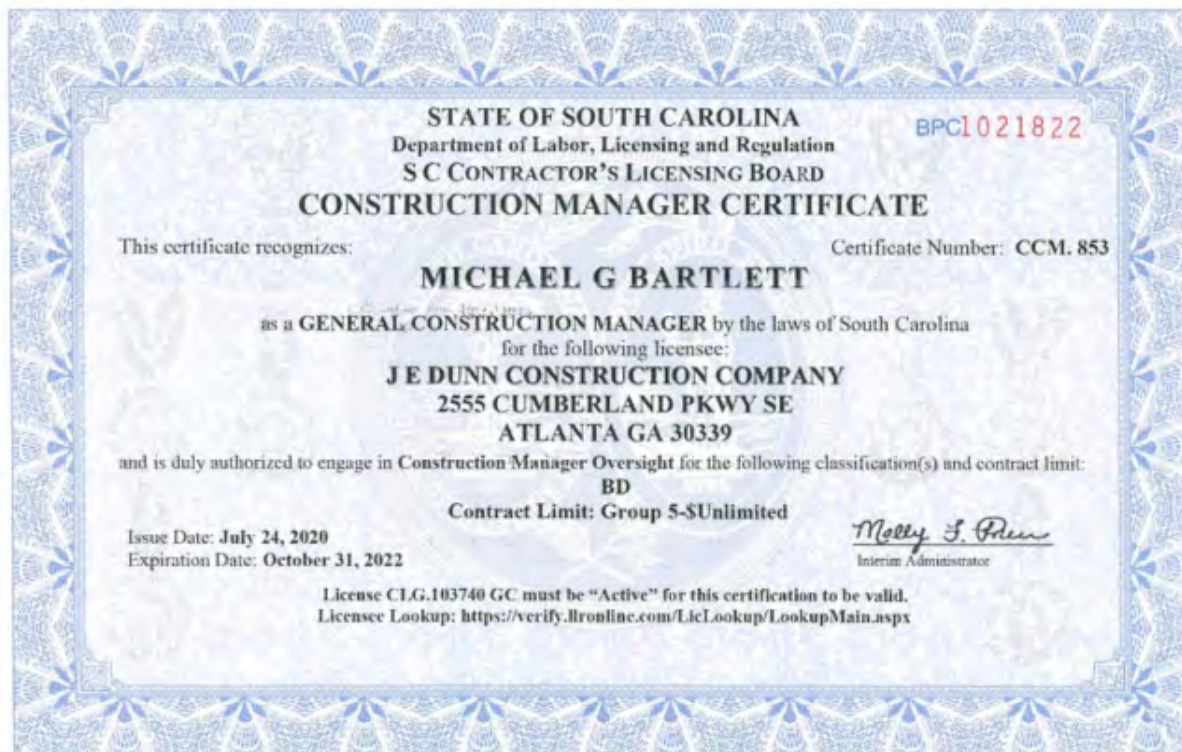 STATE OF SOUTH CAROLINA
BPC1021822
Department of Labor, Licensing and Regulation
S C CONTRACTOR'S LICENSING BOARD
CONSTRUCTION MANAGER CERTIFICATE
This certificate recognizes:
Certificate Number: CCM. 853
MICHAEL G BARTLETT
as a GENERAL CONSTRUCTION MANAGER by the laws of South Carolina
for the following licensee:
J E DUNN CONSTRUCTION COMPANY
2555 CUMBERLAND PKWY SE
ATLANTA GA 30339
and is duly authorized to engage in Construction Manager Oversight for the following classification(s) and contract limit:
BD
Contract Limit: Group 5-$Unlimited
Issue Date: July 24, 2020
Molly F.
Expiration Date: October 31, 2022
Interim Administrator
License CLG.103740 GC must be "Active" for this certification to be valid.
Licensee Lookup: https://verify.llronline.com/LicLookup/LookupMain.aspx